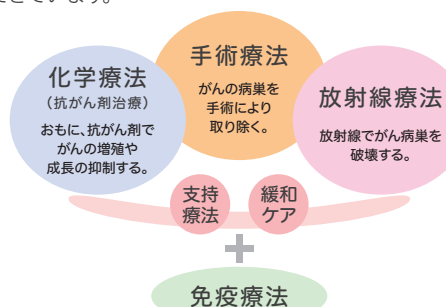 化学療法
(抗がん剤治療)
おもに、抗がん剤で
がんの増殖や
成長の抑制する。
手術療法
がんの病巣を
手術により
取り除く。
放射線療法
放射線でがん病巣を
破壊する。
支持
療法
緩和
ケア
+
免疫療法